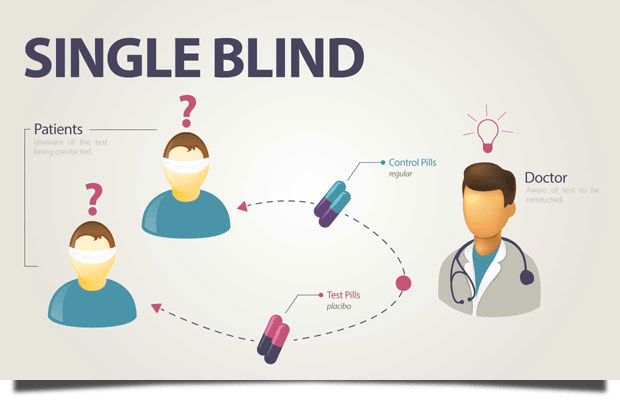 SINGLE BLIND
?
Patients
Unaware of the test
being conducted.
?
Control Pills
regular
Doctor
Aware of test to be
conducted.
Test Pills
placibo